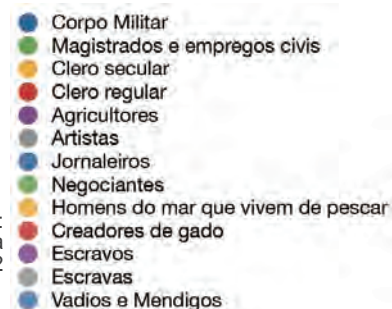 Corpo Militar
Magistrados e empregos civis
Clero secular
Clero regular
Agricultores
Artistas
Jornaleiros
Negociantes
Homens do mar que vivem de pescar
Creadores de gado
Escravos
Escravas
Vadios e Mendigos